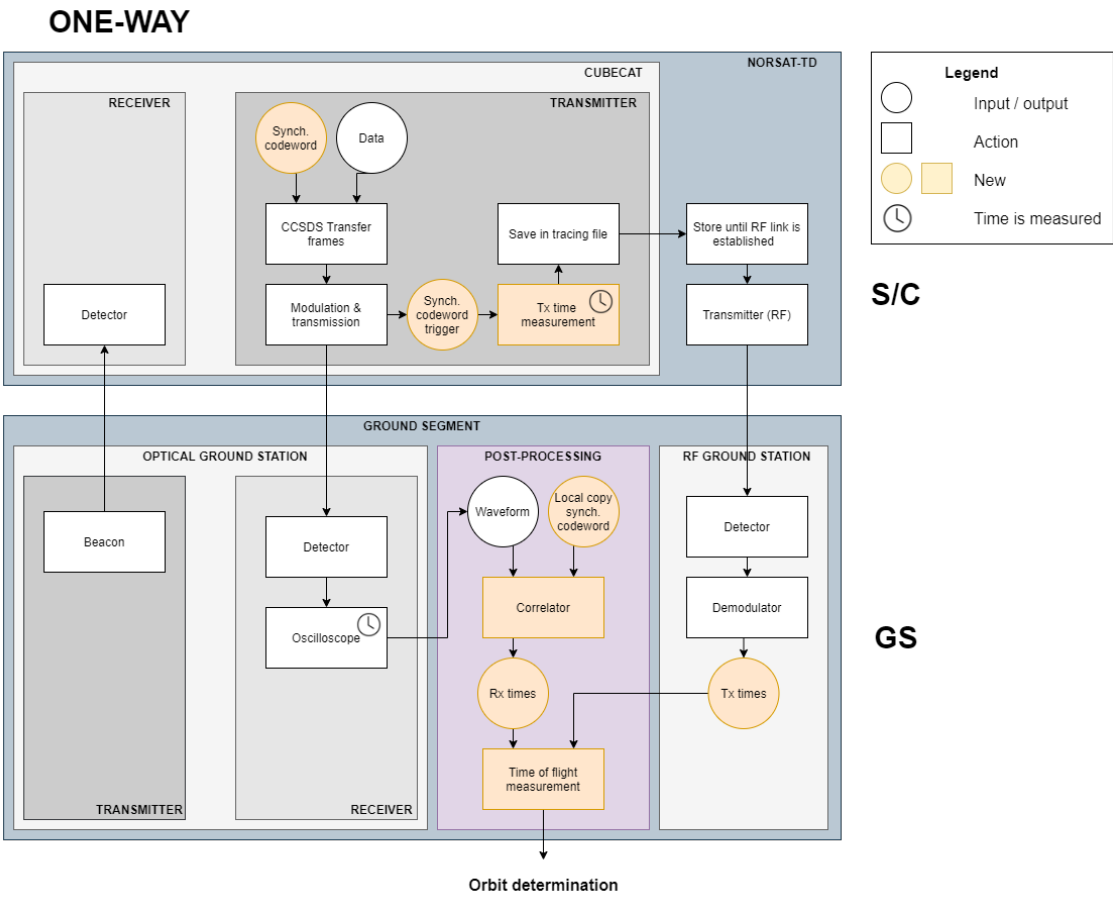 ONE-WAY
NORSAT-TD
CUBECAT
RECEIVER
TRANSMITTER
Synch.
codeword
Data
CCSDS Transfer
frames
Save in tracing file
Store until RF link is
established
Detector
Modulation &
transmission
Synch.
codeword
trigger
Tx time
measurement
Transmitter (RF)
Legend
Input / output
Action
New
Time is measured
S/C
GROUND SEGMENT
OPTICAL GROUND STATION
POST-PROCESSING
RF GROUND STATION
Beacon
Detector
Oscilloscope
TRANSMITTER
RECEIVER
Waveform
Local copy
synch.
codeword
Correlator
Rx times
Time of flight
measurement
Detector
Demodulator
Tx times
GS
Orbit determination